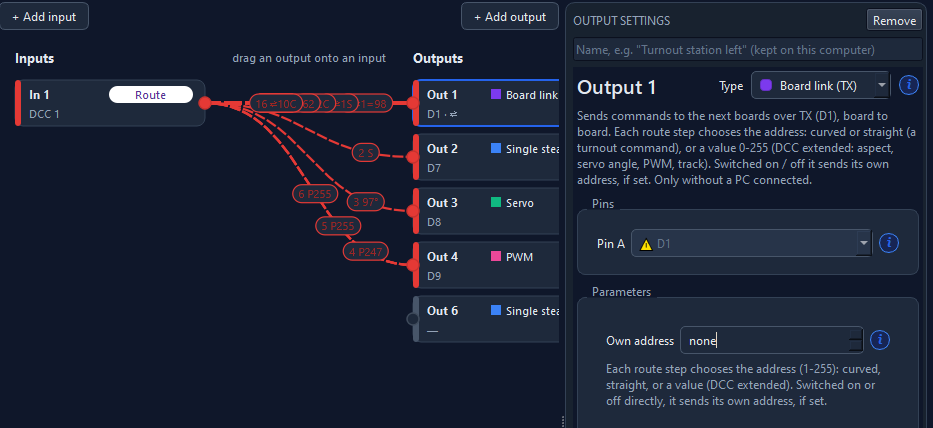 + Add input
+ Add output
Inputs
drag an output onto an input
Outputs
In 1
Route
DCC 1
16 ⇌10C
1=98
Out 1
Board link
D1 · ⇌
2 S
Out 2
Single stea
D7
6 P255
3 97°
Out 3
Servo
D8
5 P255
4 P247
Out 4
PWM
D9
Out 6
Single stea
—
OUTPUT SETTINGS
Remove
Name, e.g. "Turnout station left" (kept on this computer)
Output 1
Type
Board link (TX)
i
Sends commands to the next boards over TX (D1), board to
board. Each route step chooses the address: curved or straight (a
turnout command), or a value 0-255 (DCC extended: aspect,
servo angle, PWM, track). Switched on / off it sends its own
address, if set. Only without a PC connected.
Pins
Pin A
D1
i
Parameters
Own address
none
i
Each route step chooses the address (1-255): curved,
straight, or a value (DCC extended). Switched on or
off directly, it sends its own address, if set.